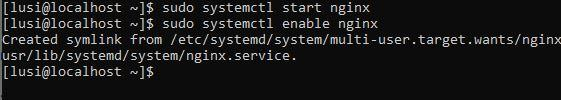 [lusi@localhost ~]$ sudo systemctl start nginx
[lusi@localhost ~]$ sudo systemctl enable nginx
Created symlink from /etc/systemd/system/multi-user.target.wants/nginx
usr/lib/systemd/system/nginx.service.
[lusi@localhost ~]$